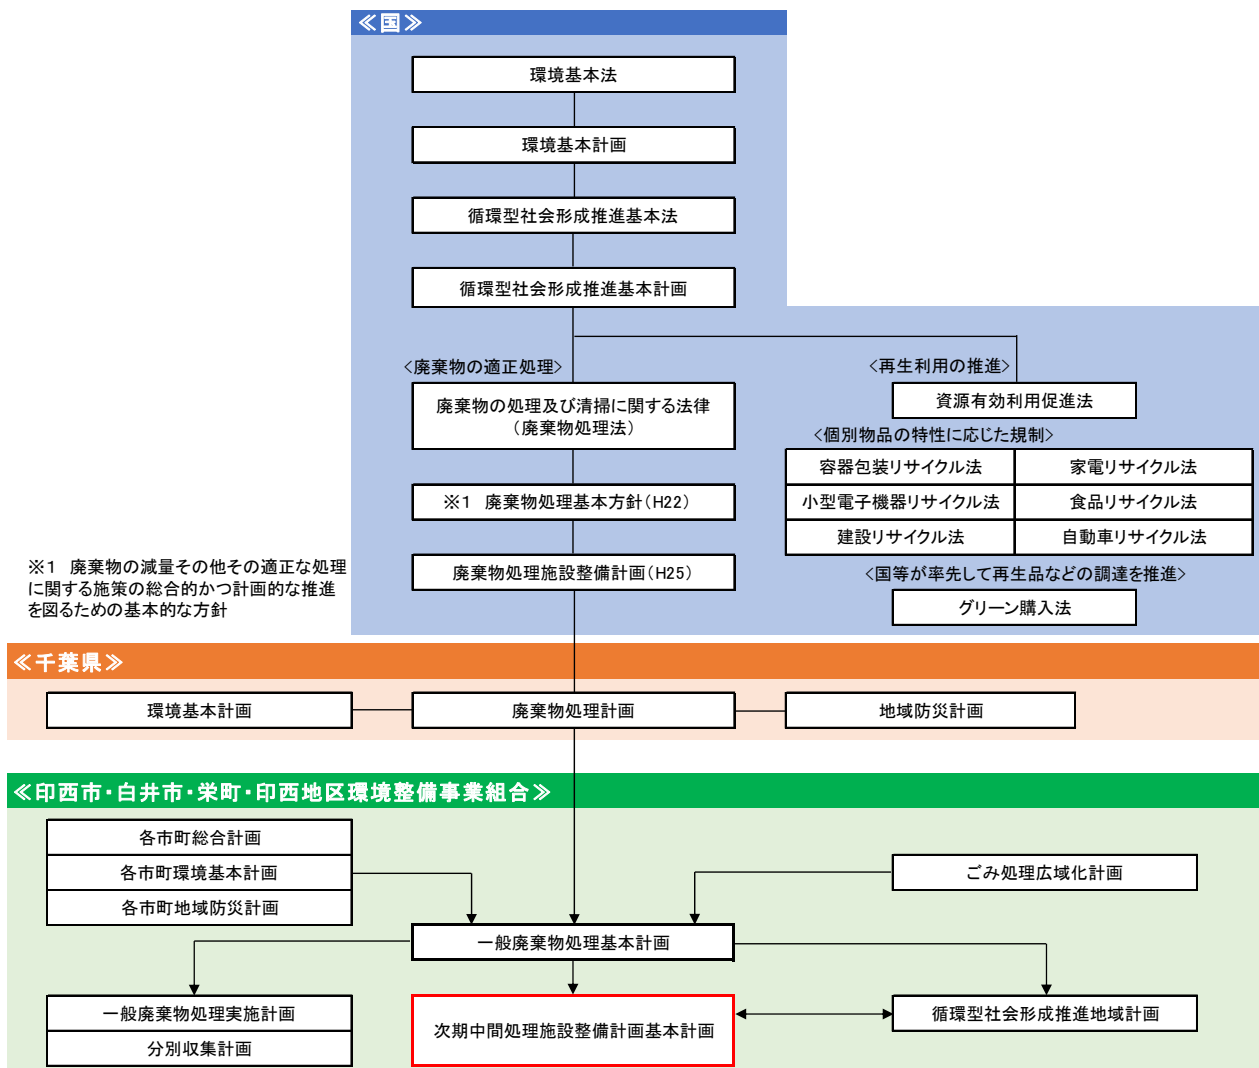 ≪国≫
環境基本法
環境基本計画
循環型社会形成推進基本法
循環型社会形成推進基本計画
<廃棄物の適正処理>
廃棄物の処理及び清掃に関する法律
(廃棄物処理法)
※1 廃棄物処理基本方針(H22)
廃棄物処理施設整備計画(H25)
<再生利用の推進>
資源有効利用促進法
<個別物品の特性に応じた規制>
容器包装リサイクル法
家電リサイクル法
小型電子機器リサイクル法
食品リサイクル法
建設リサイクル法
自動車リサイクル法
<国等が率先して再生品などの調達を推進>
グリーン購入法
※1 廃棄物の減量その他その適正な処理
に関する施策の総合的かつ計画的な推進
を図るための基本的な方針
≪千葉県≫
環境基本計画
廃棄物処理計画
地域防災計画
≪印西市・白井市・栄町・印西地区環境整備事業組合≫
各市町総合計画
各市町環境基本計画
各市町地域防災計画
ごみ処理広域化計画
一般廃棄物処理基本計画
一般廃棄物処理実施計画
分別収集計画
次期中間処理施設整備計画基本計画
循環型社会形成推進地域計画